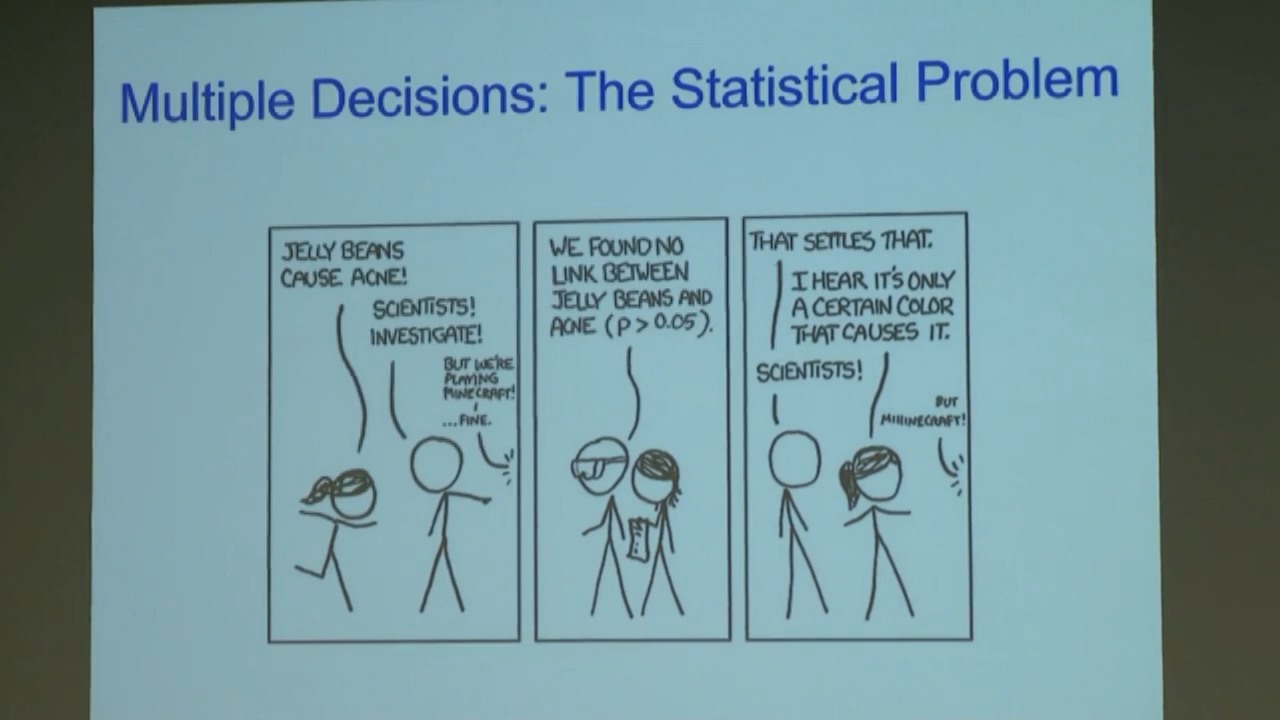 Multiple Decisions: The Statistical Problem
JELLY BEANS
CAUSE ACNE!
SCIENTISTS!
INVESTIGATE!
BUT WE'RE
PLAYING
MINECRAFT!
...FINE.
WE FOUND NO
LINK BETWEEN
JELLY BEANS AND
ACNE (P > 0.05).
THAT SETTLES THAT.
I HEAR IT'S ONLY
A CERTAIN COLOR
THAT CAUSES IT.
SCIENTISTS!
BUT
MIIINECRAFT!